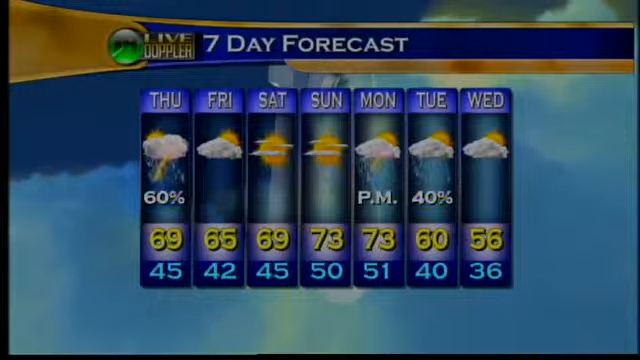 LIVE
DOPPLER
7 DAY FORECAST
THU FRI SAT SUN MON TUE WED
60% P.M. 40%
69 65 69 73 73 60 56
45 42 45 50 51 40 36